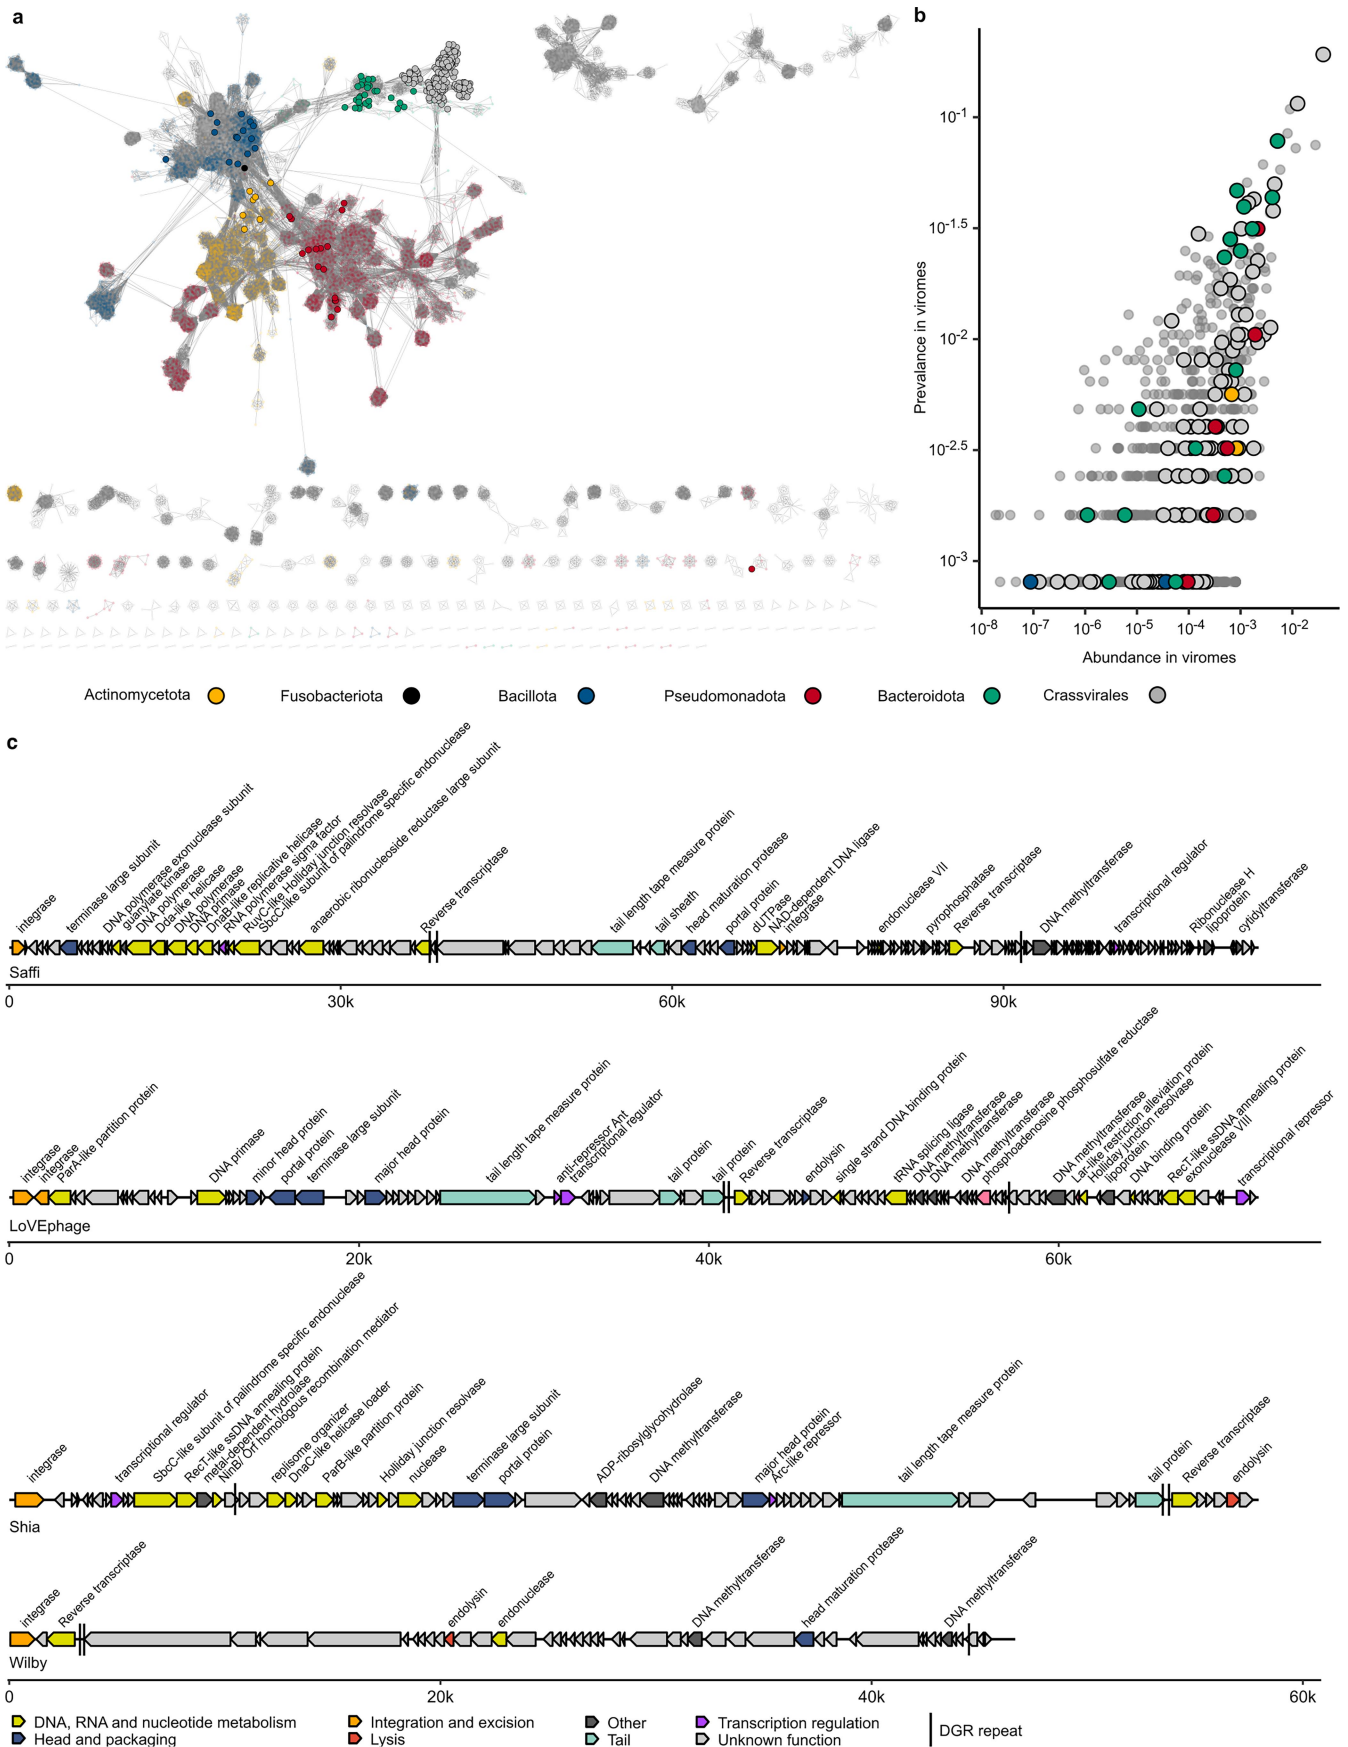 a
b
10^-1
10^-1.5
10^-2
10^-2.5
10^-3
Prevalance in viromes
10^-8 10^-7 10^-6 10^-5 10^-4 10^-3 10^-2
Abundance in viromes
Actinomycetota Fusobacteriota Bacillota Pseudomonadota Bacteroidota Crassvirales
c
integrase
terminase large subunit
DNA polymerase exonuclease subunit
guanylate kinase
DNA polymerase
Dda-like helicase
DNA polymerase
DNA primase
DnaB-like replicative helicase
RNA polymerase sigma factor
RuvC-like Holliday junction resolvase
SbcC-like subunit of palindrome specific endonuclease
anaerobic ribonucleoside reductase large subunit
Reverse transcriptase
tail length tape measure protein
tail sheath
head maturation protease
portal protein
dUTPase
NAD-dependent DNA ligase
integrase
endonuclease VII
pyrophosphatase
Reverse transcriptase
DNA methyltransferase
transcriptional regulator
Ribonuclease H
lipoprotein
cytidyltransferase
Saffi
0 30k 60k 90k
integrase
integrase
ParA-like partition protein
DNA primase
minor head protein
portal protein
terminase large subunit
major head protein
tail length tape measure protein
anti-repressor Ant
transcriptional regulator
tail protein
tail protein
Reverse transcriptase
endolysin
single strand DNA binding protein
tRNA splicing ligase
DNA methyltransferase
DNA methyltransferase
DNA methyltransferase
phosphoadenosine phosphosulfate reductase
DNA methyltransferase
Lar-like restriction alleviation protein
Holliday junction resolvase
lipoprotein
DNA binding protein
RecT-like ssDNA annealing protein
exonuclease VIII
transcriptional repressor
LoVEphage
0 20k 40k 60k
integrase
transcriptional regulator
SbcC-like subunit of palindrome specific endonuclease
RecT-like ssDNA annealing protein
metal-dependent hydrolase
NinB/ Orf homologous recombination mediator
replisome organizer
DnaC-like helicase loader
ParB-like partition protein
Holliday junction resolvase
nuclease
terminase large subunit
portal protein
ADP-ribosylglycohydrolase
DNA methyltransferase
major head protein
Arc-like repressor
tail length tape measure protein
tail protein
Reverse transcriptase
endolysin
Shia
integrase
Reverse transcriptase
endolysin
endonuclease
DNA methyltransferase
head maturation protease
DNA methyltransferase
Wilby
0 20k 40k 60k
DNA, RNA and nucleotide metabolism Integration and excision Other Transcription regulation DGR repeat
Head and packaging Lysis Tail Unknown function